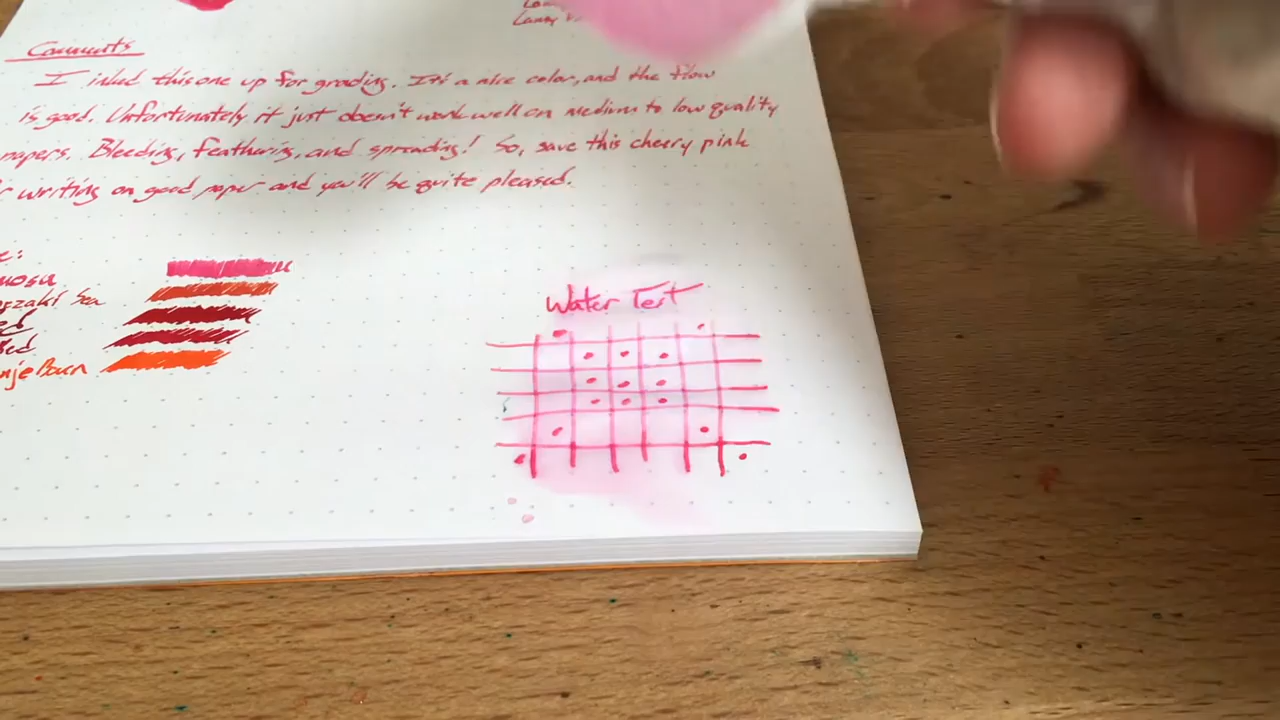 Comments
I inked this one up for grading. It's a nice color, and the flow
is good. Unfortunately it just doesn't work well on medium to low quality
papers. Bleeding, feathering, and spreading! So, save this cheery pink
writing on good paper and you'll be quite pleased.
Water Test